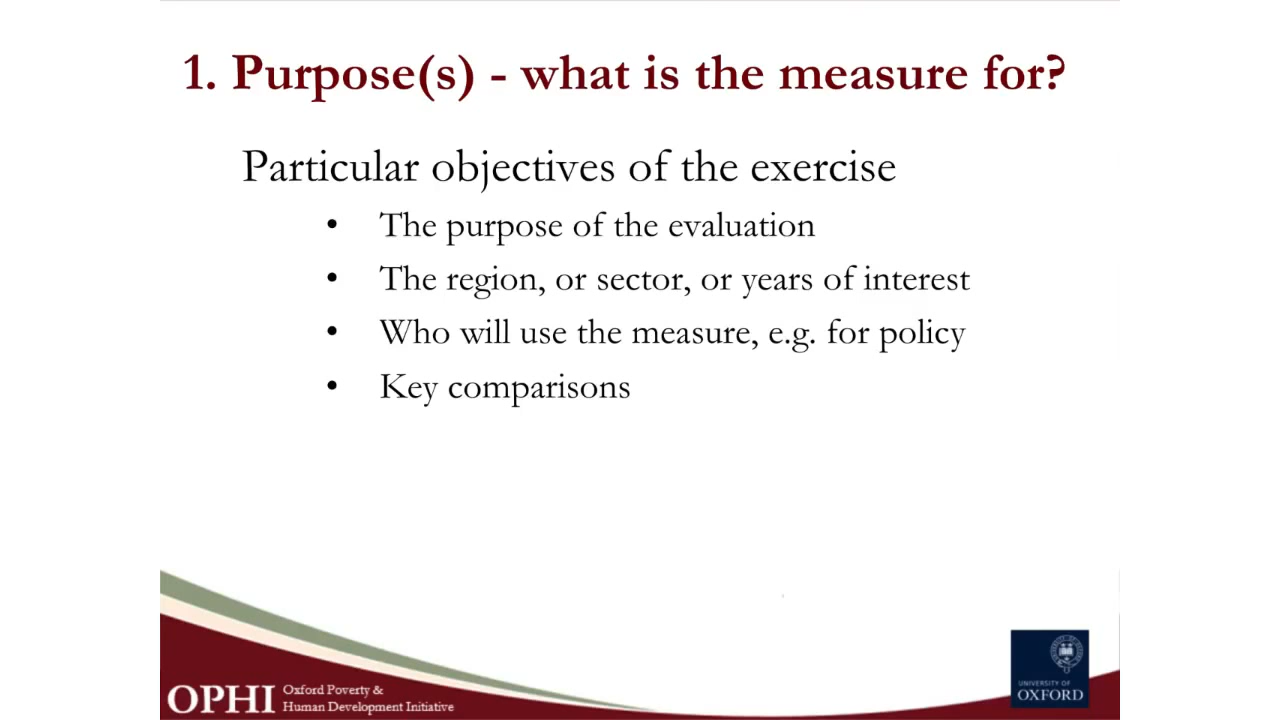 1. Purpose(s) - what is the measure for?
Particular objectives of the exercise
• The purpose of the evaluation
• The region, or sector, or years of interest
• Who will use the measure, e.g. for policy
• Key comparisons
OPHI
Oxford Poverty &
Human Development Initiative
UNIVERSITY OF
OXFORD